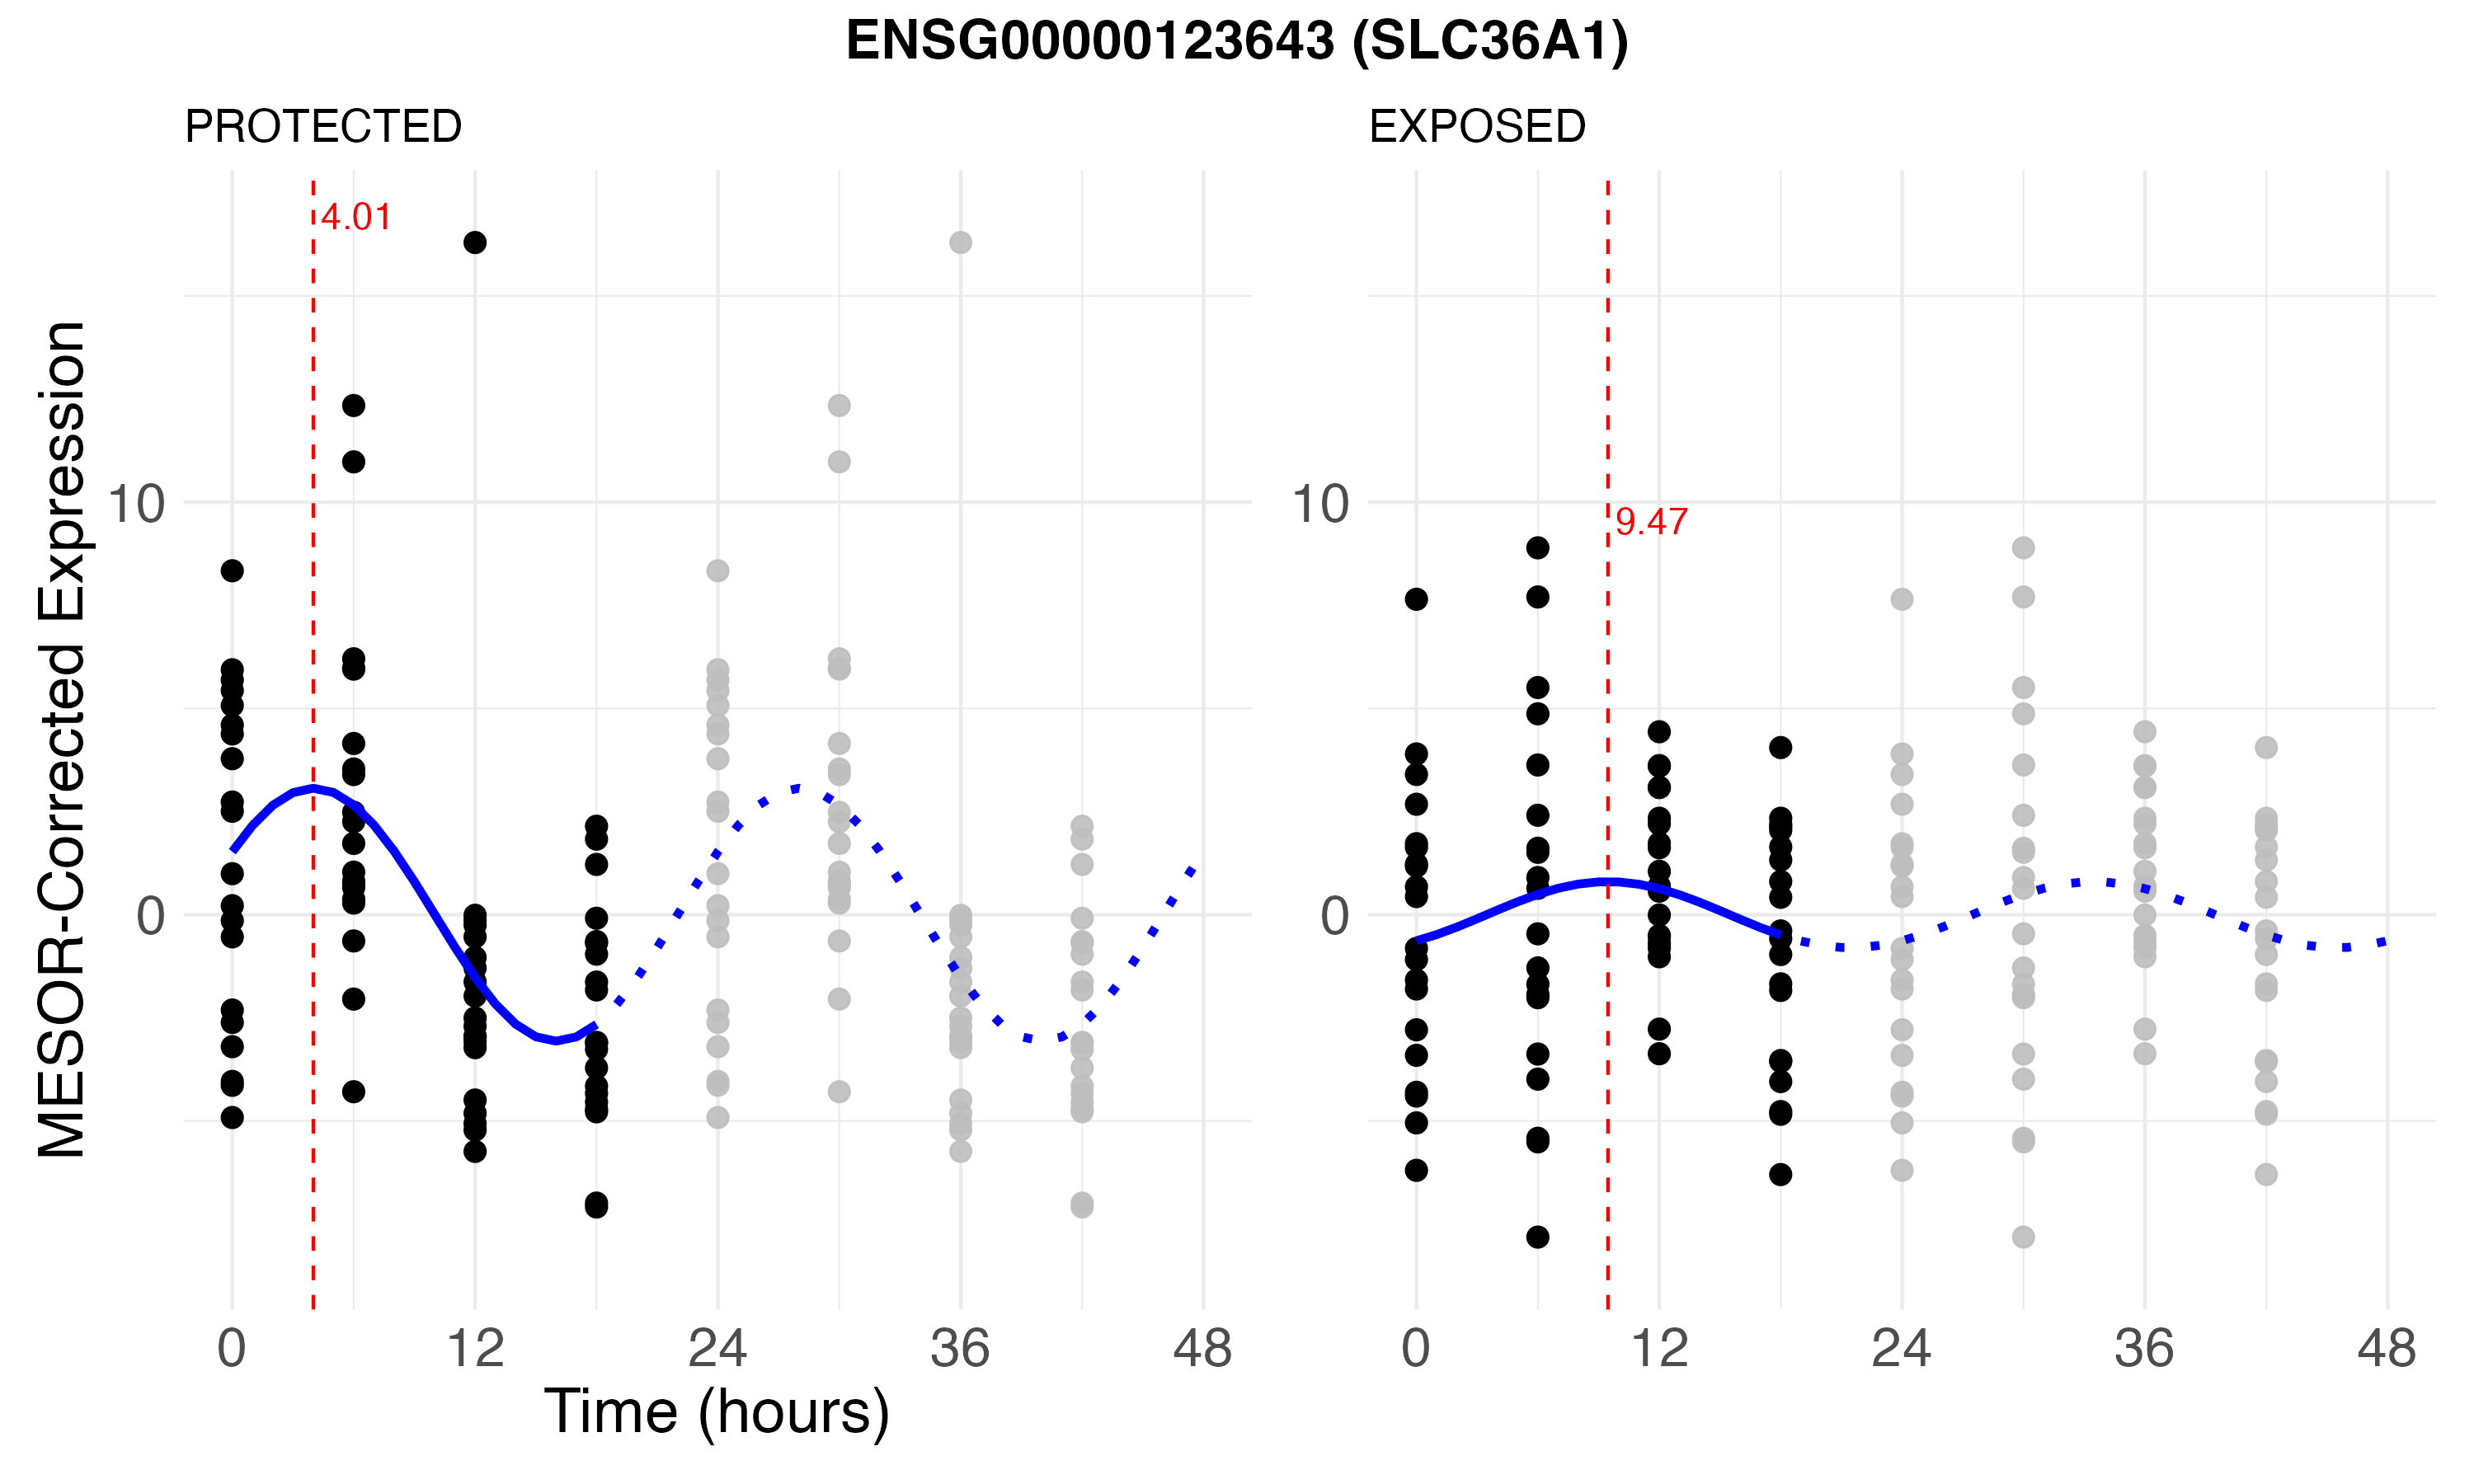 ENSG00000123643 (SLC36A1)
PROTECTED
EXPOSED
MESOR-Corrected Expression
4.01
10
0
9.47
10
0
0 12 24 36 48
0 12 24 36 48
Time (hours)